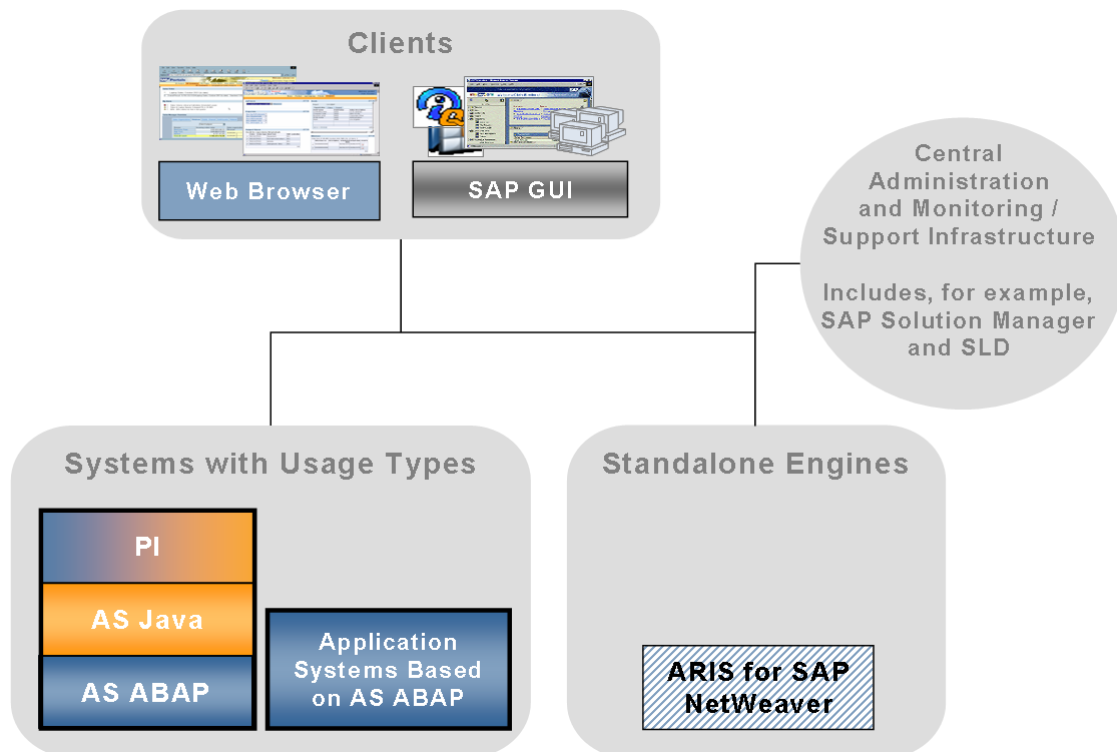 Clients
Web Browser
SAP GUI
Central
Administration
and Monitoring /
Support Infrastructure
Includes, for example,
SAP Solution Manager
and SLD
Systems with Usage Types
PI
AS Java
AS ABAP
Application
Systems Based
on AS ABAP
Standalone Engines
ARIS for SAP
NetWeaver